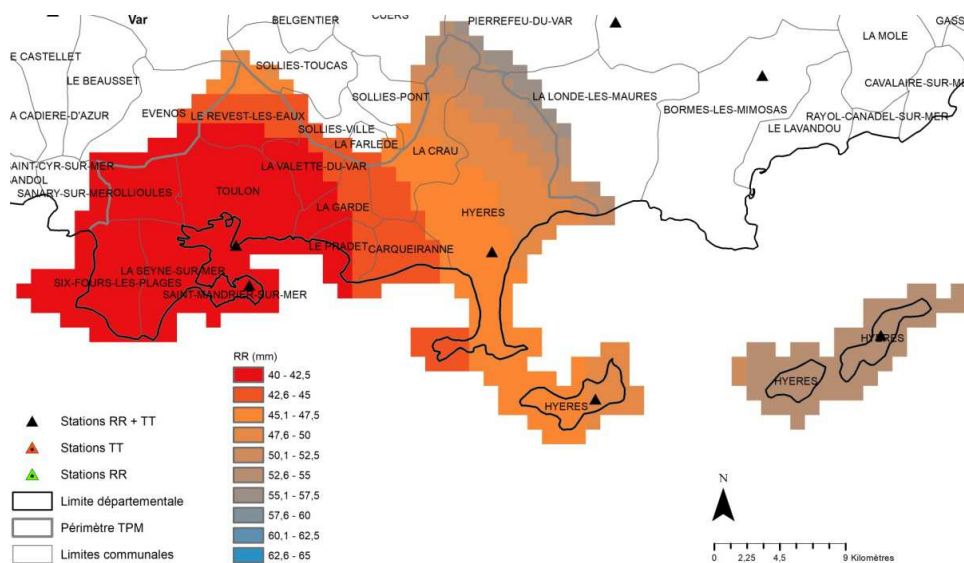 Var
BELGENTIER
CUERS
PIERREFEU-DU-VAR
GASS
E CASTELLET
LA MOLE
SOLLIES-TOUCAS
LE BEAUSSET
CAVALAIRE-SUR-ME
SOLLIES-PONT
LA LONDE-LES-MAURES
A CADIERE-D'AZUR
EVENOS
LE REVEST-LES-EAUX
BORMES-LES-MIMOSAS
RAYOL-CANADEL-SUR-MER
LE LAVANDOU
SOLLIES-VILLE
LA FARLEDE
LA CRAU
SAINT-CYR-SUR-MER
LA VALETTE-DU-VAR
ANDOL
SANARY-SUR-MER
OLLIOULES
TOULON
LA GARDE
HYERES
LE PRADET
CARQUEIRANNE
LA SEYNE-SUR-MER
SIX-FOURS-LES-PLAGES
SAINT-MANDRIER-SUR-MER
HYERES
HYERES
HYERES
RR (mm)
40 - 42,5
42,6 - 45
45,1 - 47,5
47,6 - 50
50,1 - 52,5
52,6 - 55
55,1 - 57,5
57,6 - 60
60,1 - 62,5
62,6 - 65
Stations RR + TT
Stations TT
Stations RR
Limite départementale
Périmètre TPM
Limites communales
N
0 2,25 4,5 9 Kilomètres